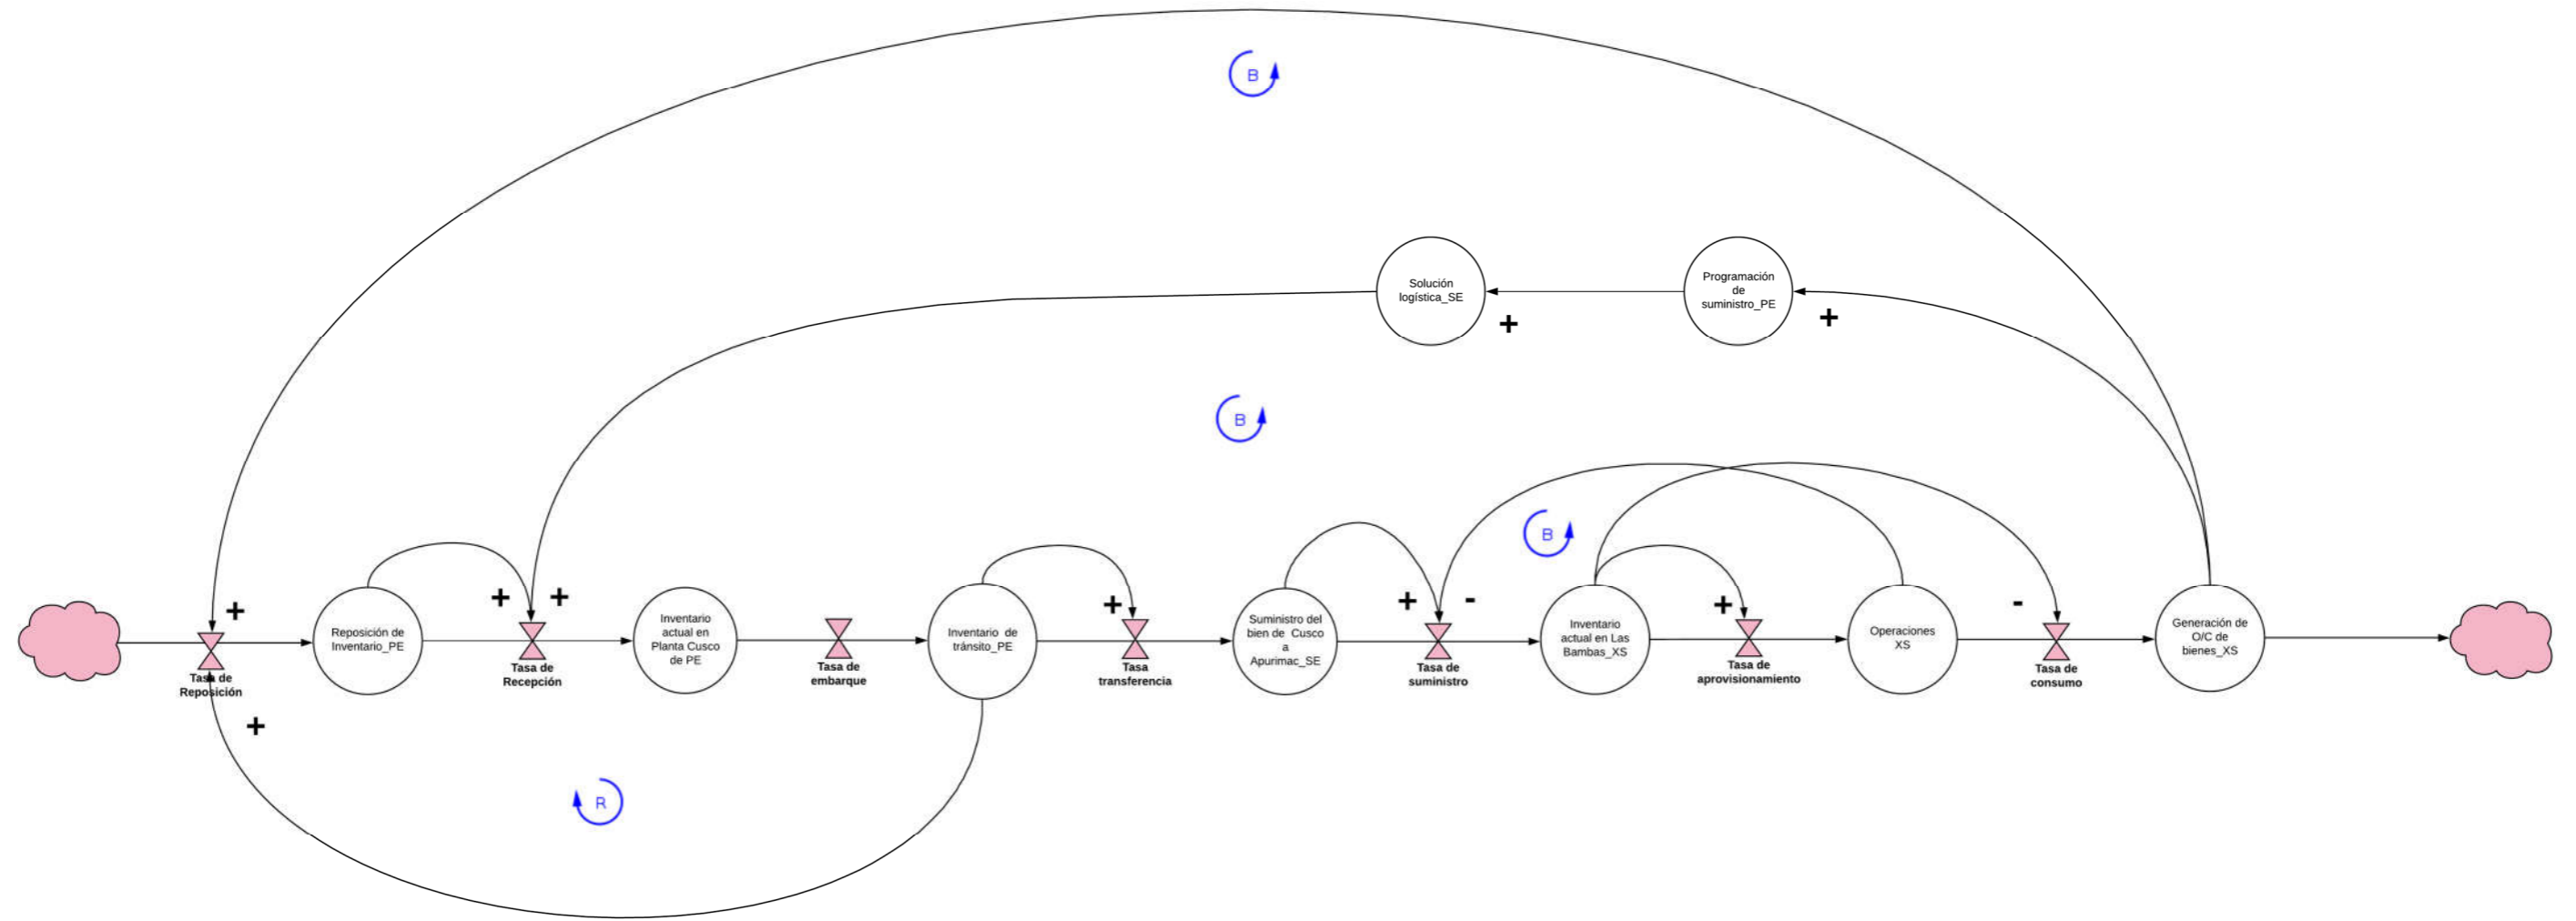 B
Solución
logística_SE
Programación
de
suministro_PE
+
+
B
B
+
Reposición de
Inventario_PE
+
+
Inventario
actual en
Planta Cusco
de PE
Inventario de
tránsito_PE
+
Suministro del
bien de Cusco
a
Apurimac_SE
+
-
Inventario
actual en Las
Bambas_XS
+
Operaciones
XS
-
Generación de
O/C de
bienes_XS
Tasa de
Reposición
Tasa de
Recepción
Tasa de
embarque
Tasa
transferencia
Tasa de
suministro
Tasa de
aprovisionamiento
Tasa de
consumo
+
R